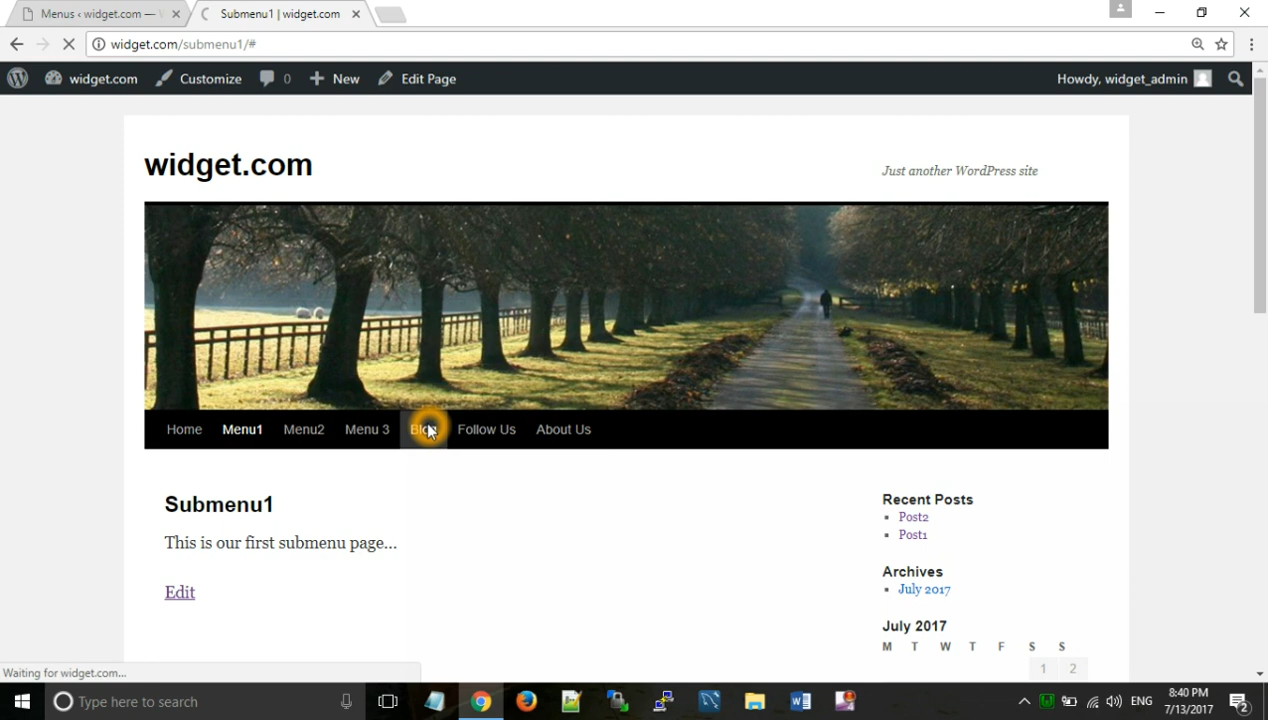 Menus ‹ widget.com —
Submenu1 | widget.com
widget.com/submenu1/#
widget.com
Customize
0
New
Edit Page
Howdy, widget_admin
widget.com
Just another WordPress site
Home
Menu1
Menu2
Menu 3
Blog
Follow Us
About Us
Submenu1
This is our first submenu page...
Edit
Recent Posts
Post2
Post1
Archives
July 2017
July 2017
M T W T F S S
1 2
Waiting for widget.com...
Type here to search
ENG
8:40 PM
7/13/2017
2